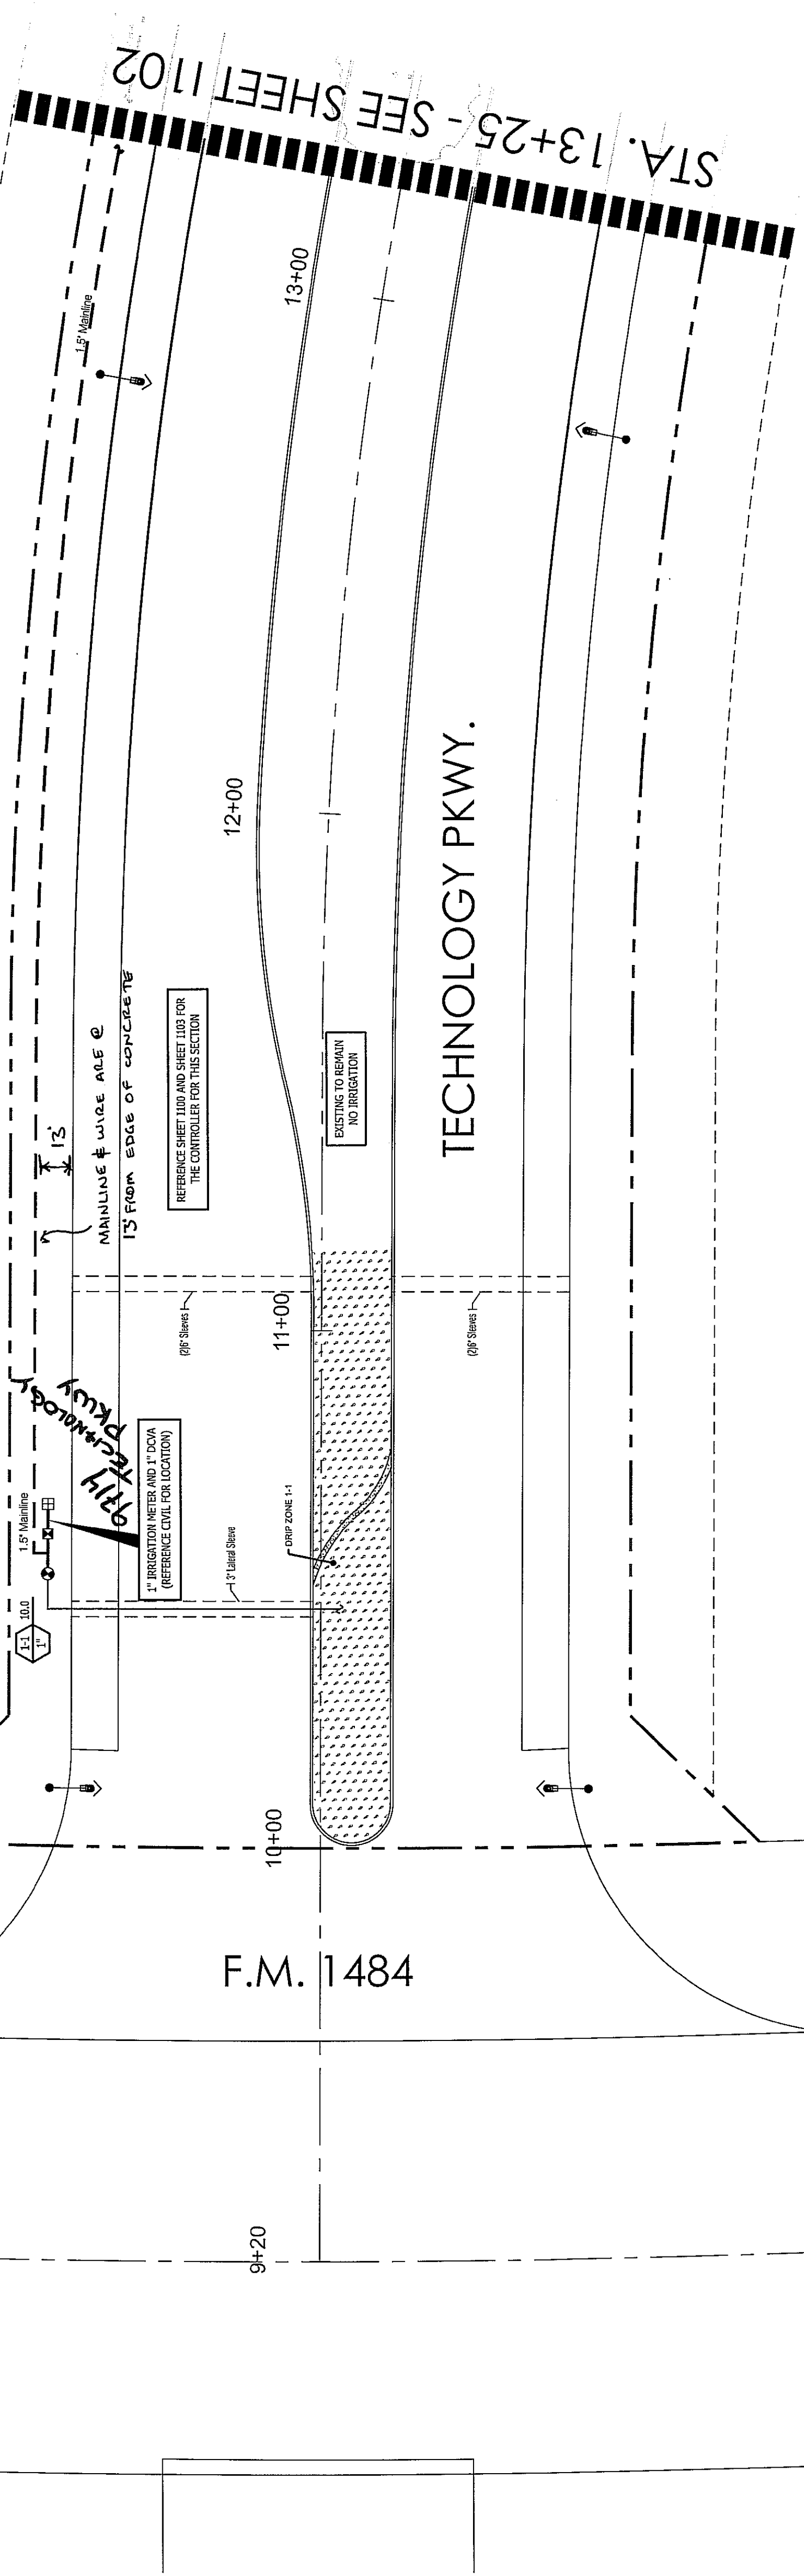 STA. 13+25 - SEE SHEET I102
13+00
1.5" Mainline
12+00
TECHNOLOGY PKWY.
MAINLINE & WIRE ARE @
13' FROM EDGE OF CONCRETE
13'
REFERENCE SHEET I100 AND SHEET I103 FOR
THE CONTROLLER FOR THIS SECTION
EXISTING TO REMAIN
NO IRRIGATION
(2)6" Sleeves
11+00
(2)6" Sleeves
9714
TECHNOLOGY
PKWY
1.5" Mainline
1" IRRIGATION METER AND 1" DCVA
(REFERENCE CIVIL FOR LOCATION)
DRIP ZONE 1-1
3" Lateral Sleeve
1-1 10.0
1"
10+00
F.M. 1484
9+20